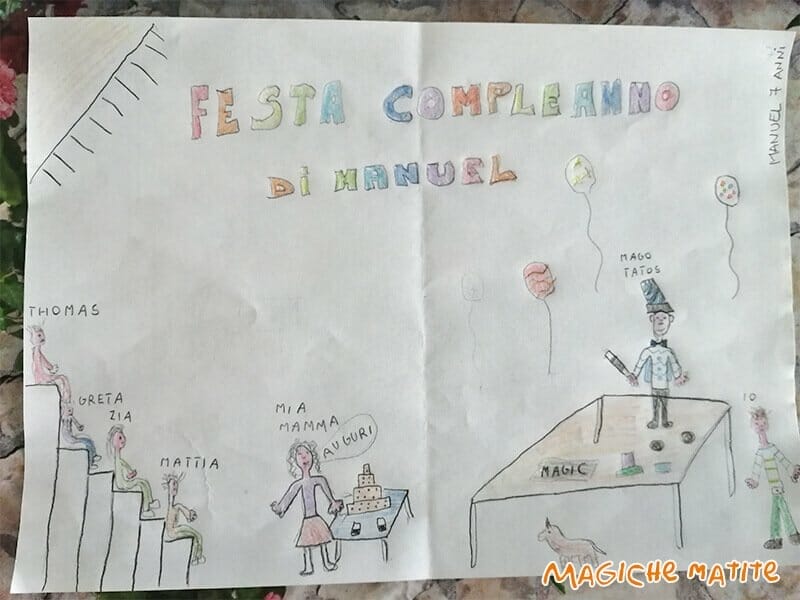 FESTA COMPLEANNO
DI MANUEL
MANUEL 7 ANNI
MAGO
TATOS
THOMAS
GRETA
ZIA
MATTIA
MIA
MAMMA
AUGURI
IO
MAGIC
MAGICHE MATITE